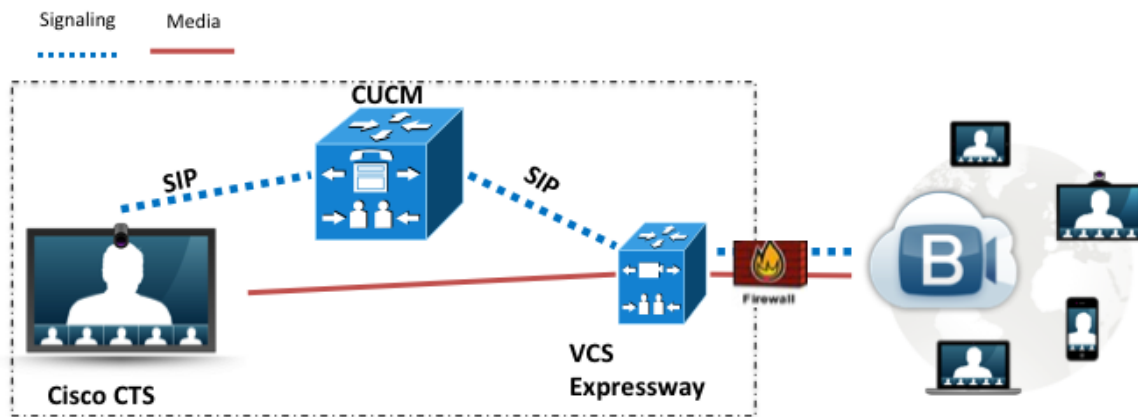 Signaling
Media
CUCM
SIP
SIP
B
Firewall
Cisco CTS
VCS
Expressway